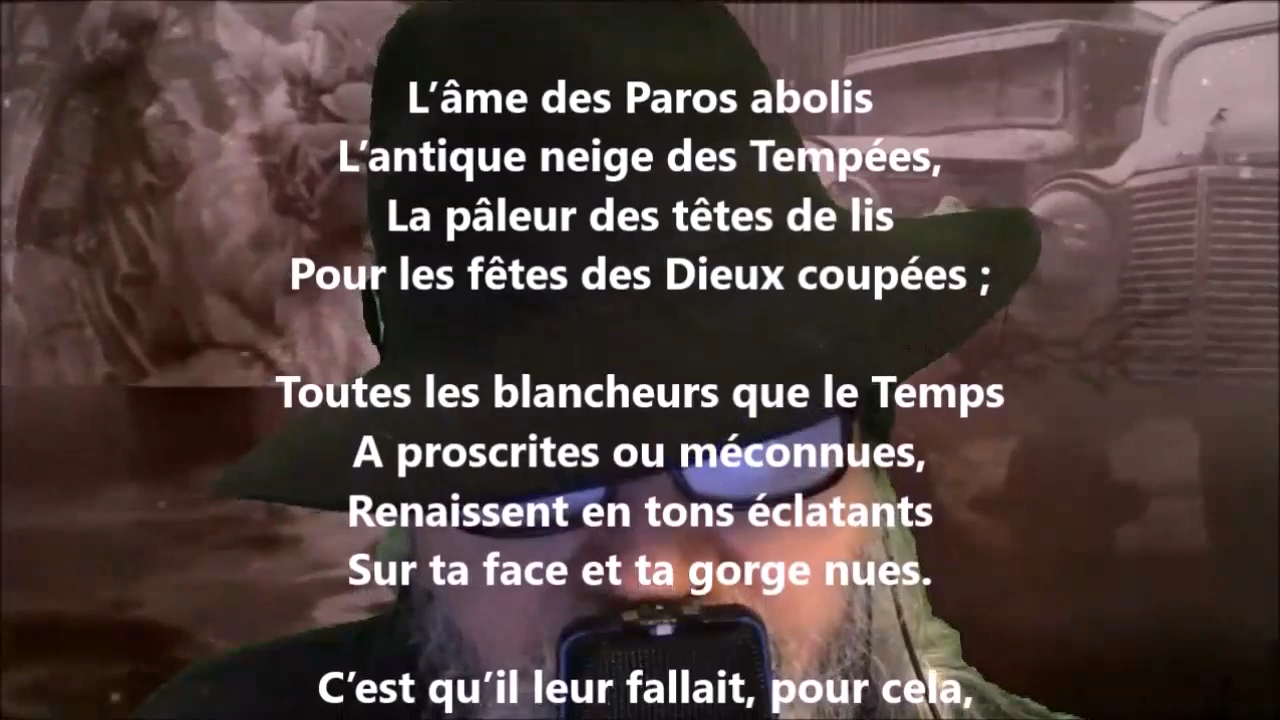 L’âme des Paros abolis
L’antique neige des Tempées,
La pâleur des têtes de lis
Pour les fêtes des Dieux coupées ;
Toutes les blancheurs que le Temps
A proscrites ou méconnues,
Renaissent en tons éclatants
Sur ta face et ta gorge nues.
C’est qu’il leur fallait, pour cela,